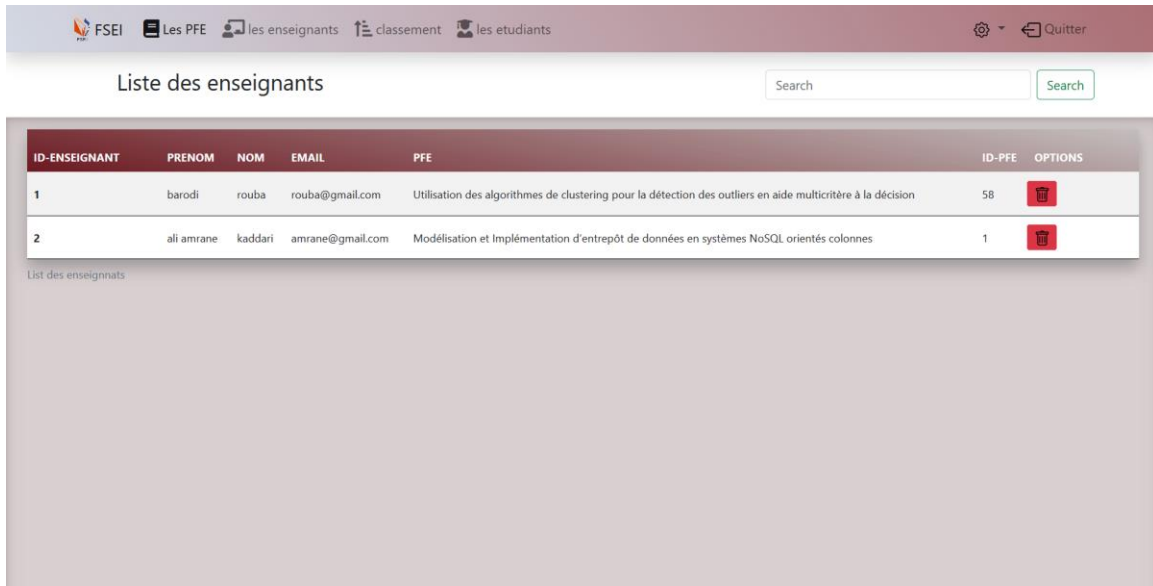 FSEI Les PFE les enseignants classement les etudiants Quitter
Liste des enseignants Search Search
ID-ENSEIGNANT PRENOM NOM EMAIL PFE ID-PFE OPTIONS
1 barodi rouba rouba@gmail.com Utilisation des algorithmes de clustering pour la détection des outliers en aide multicritère à la décision 58
2 ali amrane kaddari amrane@gmail.com Modélisation et Implémentation d'entrepôt de données en systèmes NoSQL orientés colonnes 1
List des enseignnats